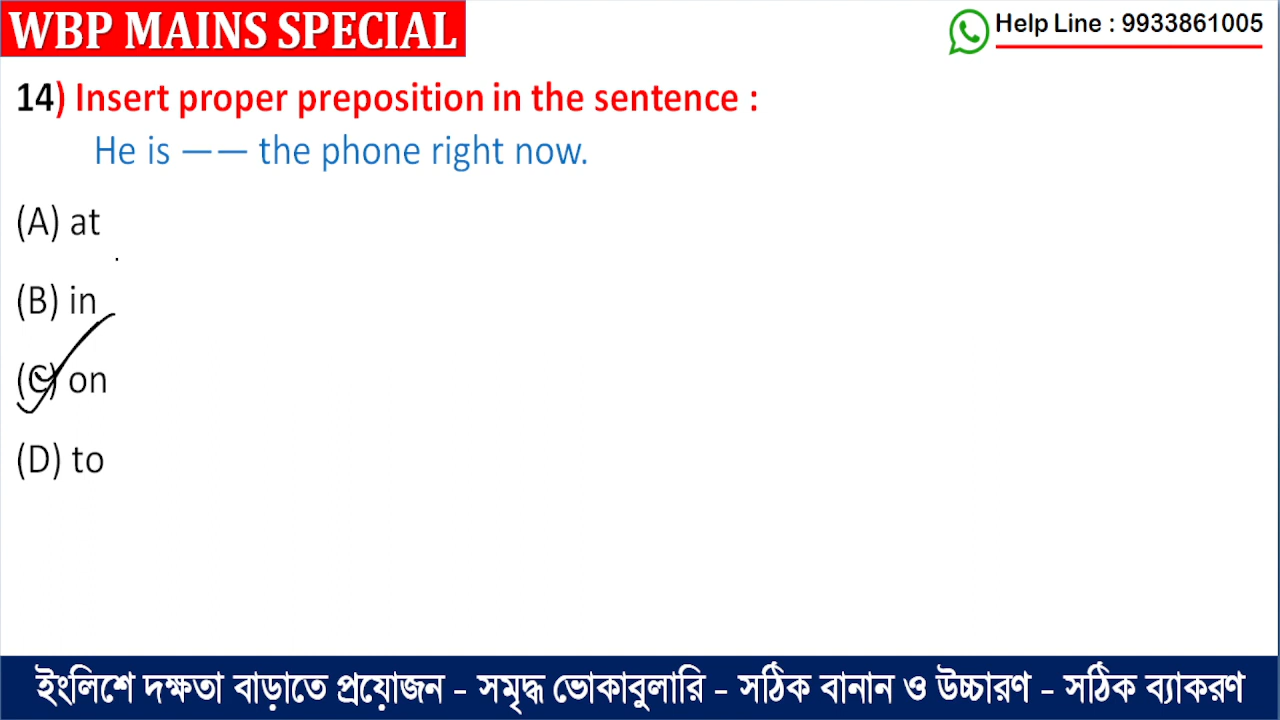 WBP MAINS SPECIAL
Help Line : 9933861005
14) Insert proper preposition in the sentence :
He is —— the phone right now.
(A) at
(B) in
(C) on
(D) to
ইংলিশে দক্ষতা বাড়াতে প্রয়োজন - সমৃদ্ধ ভোকাবুলারি - সঠিক বানান ও উচ্চারণ - সঠিক ব্যাকরণ